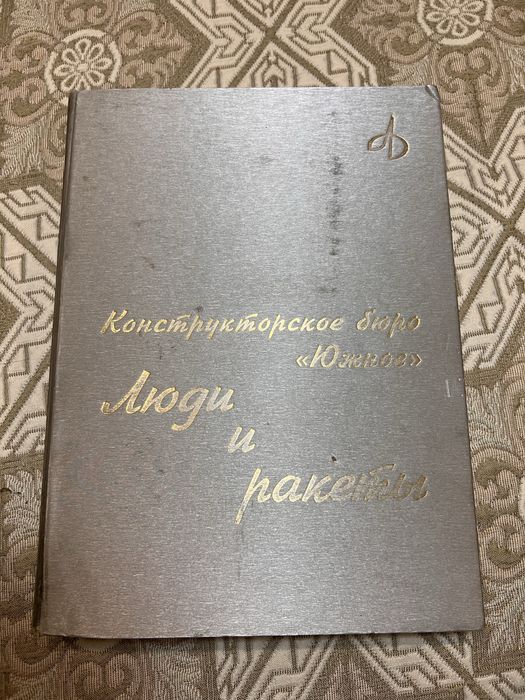 Конструкторское бюро
«Южное»
Люди
и
ракеты